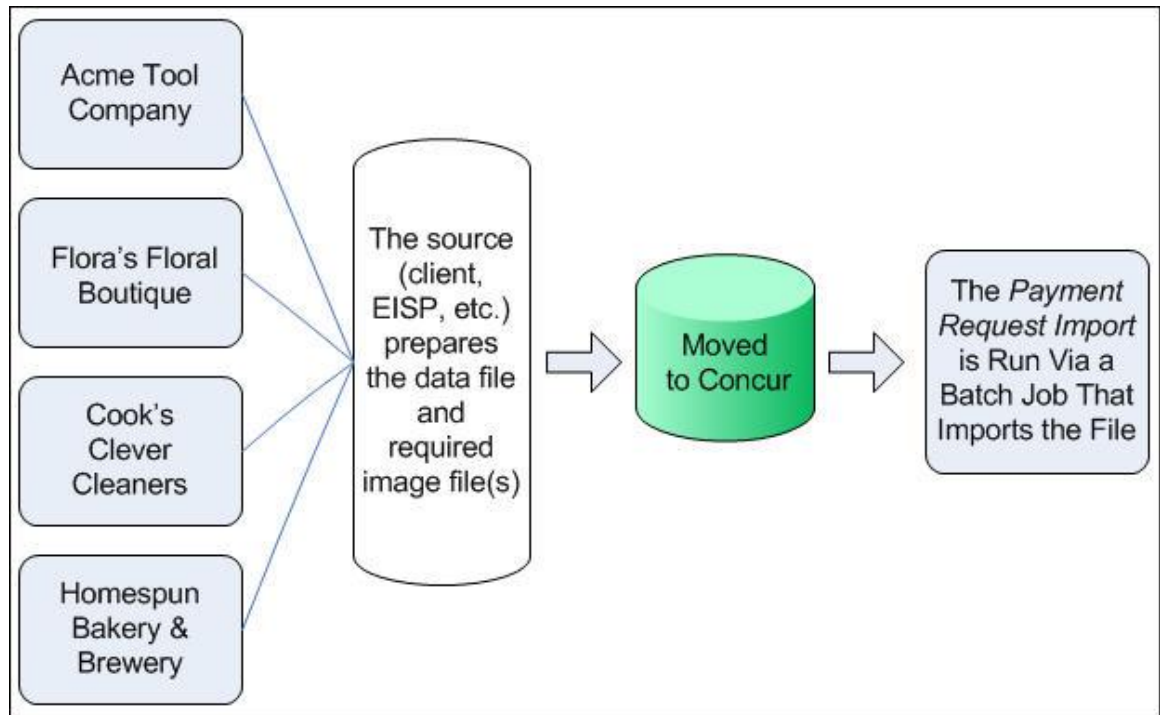 Acme Tool
Company
Flora’s Floral
Boutique
Cook’s
Clever
Cleaners
Homespun
Bakery &
Brewery
The source
(client,
EISP, etc.)
prepares
the data file
and
required
image file(s)
Moved
to Concur
The Payment
Request Import
is Run Via a
Batch Job That
Imports the File